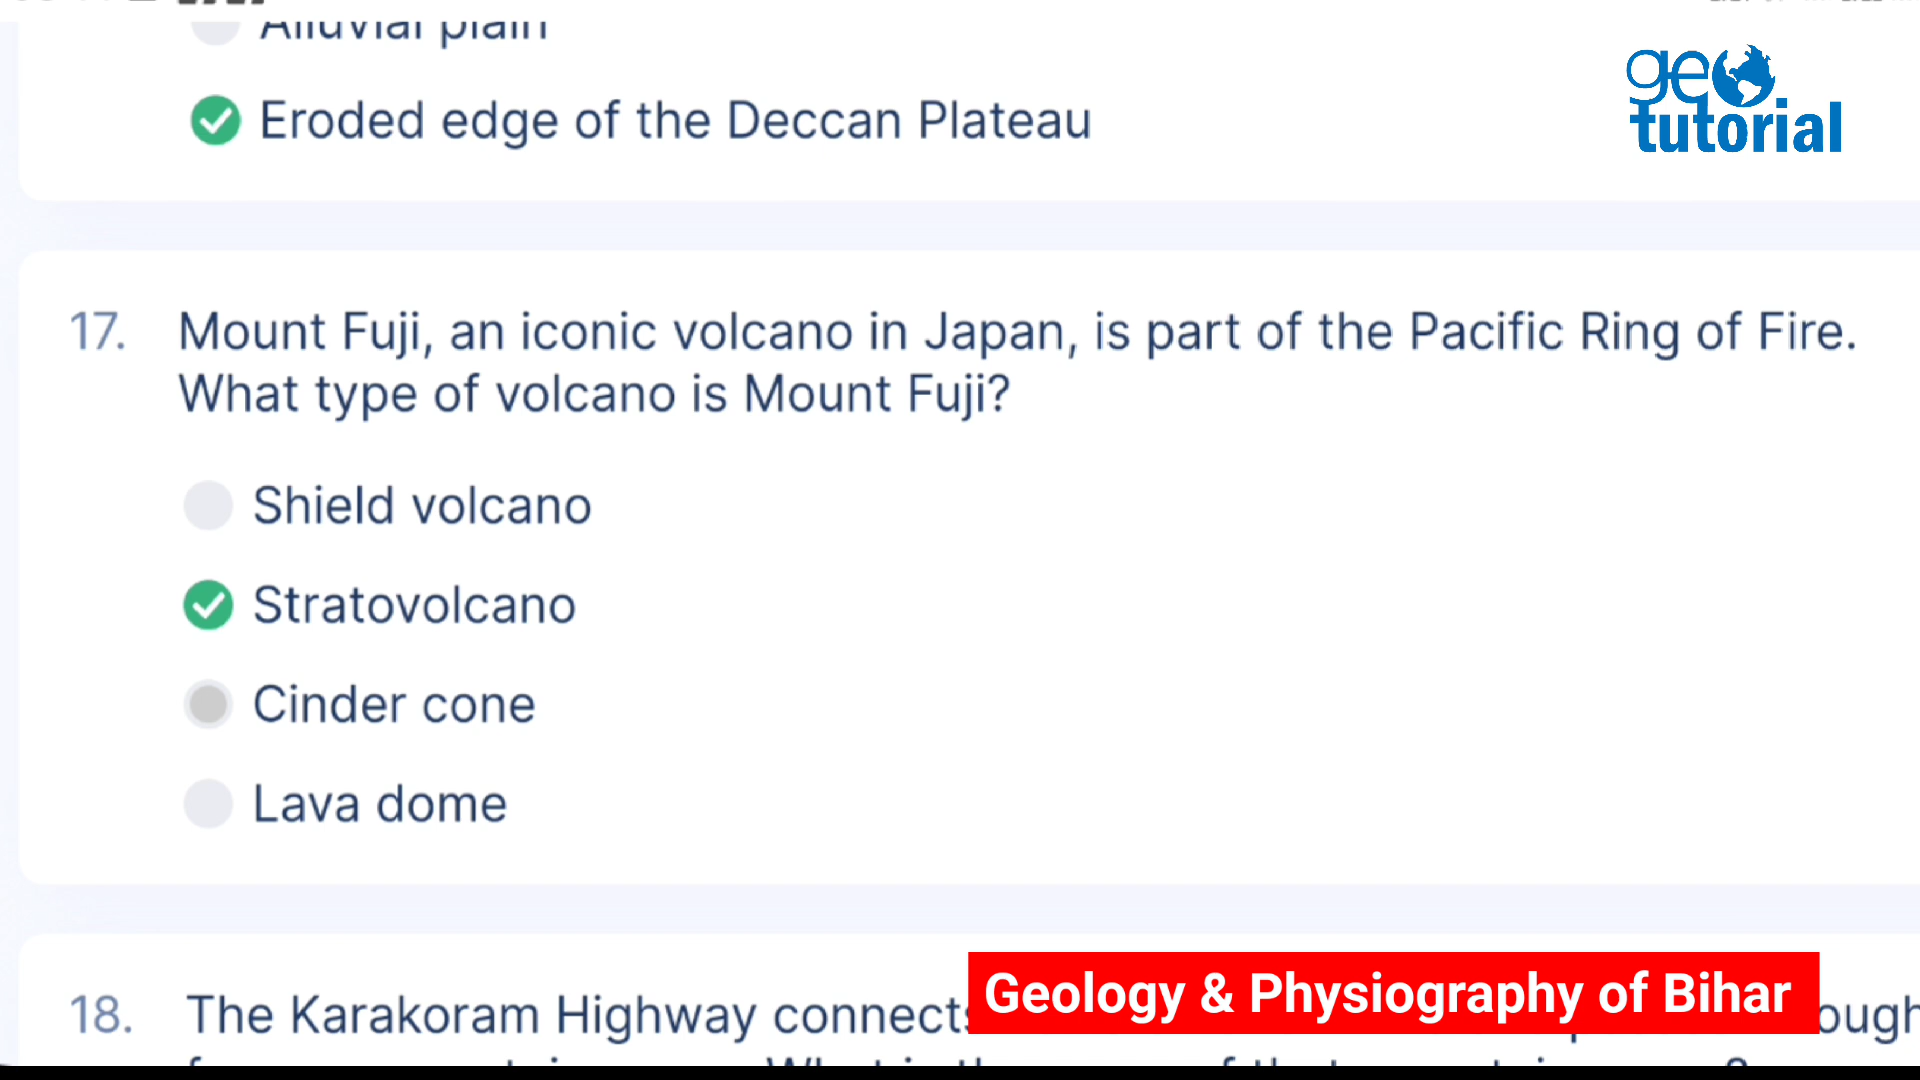 Alluvial plain
Eroded edge of the Deccan Plateau
geo
tutorial
17. Mount Fuji, an iconic volcano in Japan, is part of the Pacific Ring of Fire.
What type of volcano is Mount Fuji?
Shield volcano
Stratovolcano
Cinder cone
Lava dome
18. The Karakoram Highway connects
Geology & Physiography of Bihar